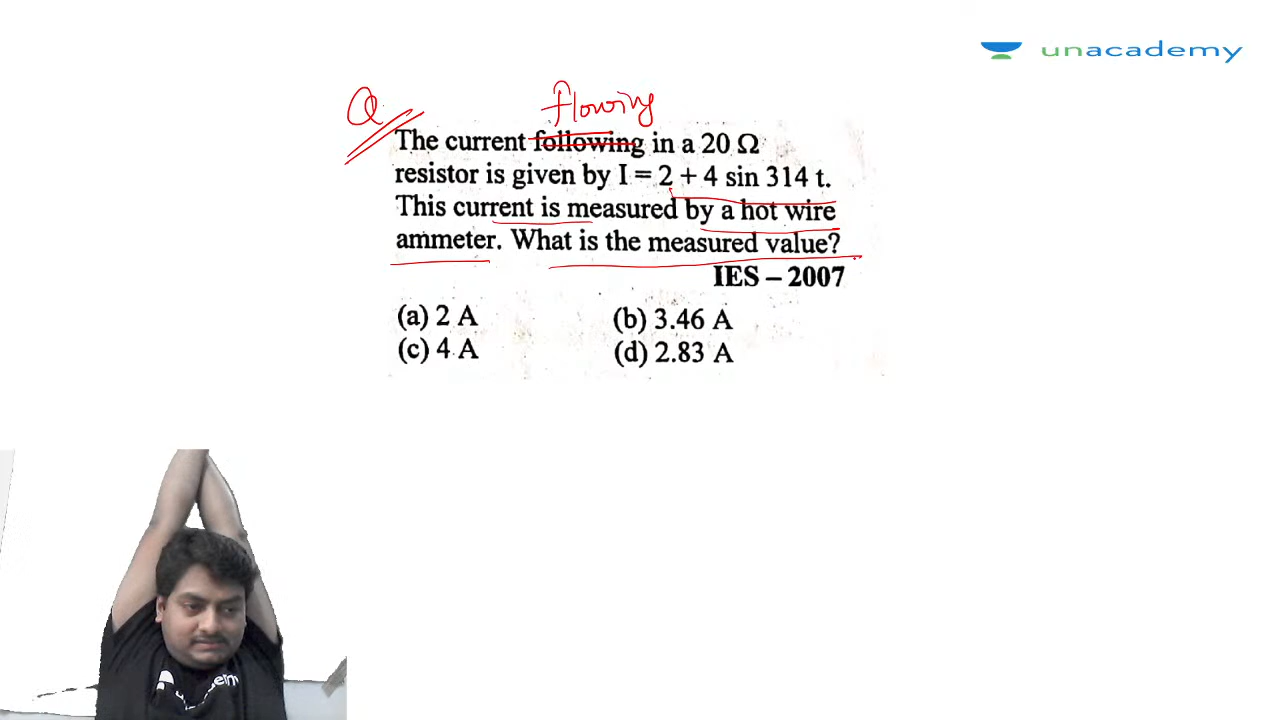 unacademy
Q
flowing
The current following in a 20 Ω
resistor is given by I = 2 + 4 sin 314 t.
This current is measured by a hot wire
ammeter. What is the measured value?
IES – 2007
(a) 2 A (b) 3.46 A
(c) 4 A (d) 2.83 A